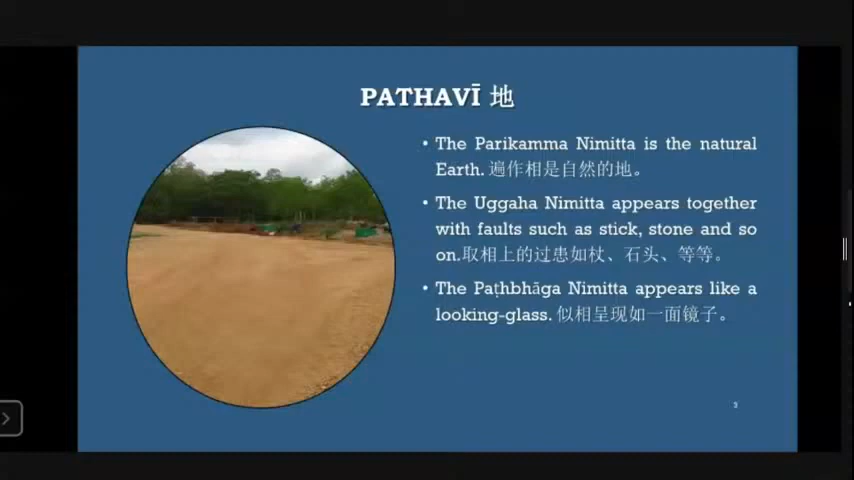 PATHAVĪ 地
• The Parikamma Nimitta is the natural
Earth. 遍作相是自然的地。
• The Uggaha Nimitta appears together
with faults such as stick, stone and so
on.取相上的过患如杖、石头、等等。
• The Paṭhbhāga Nimitta appears like a
looking-glass. 似相呈现如一面镜子。